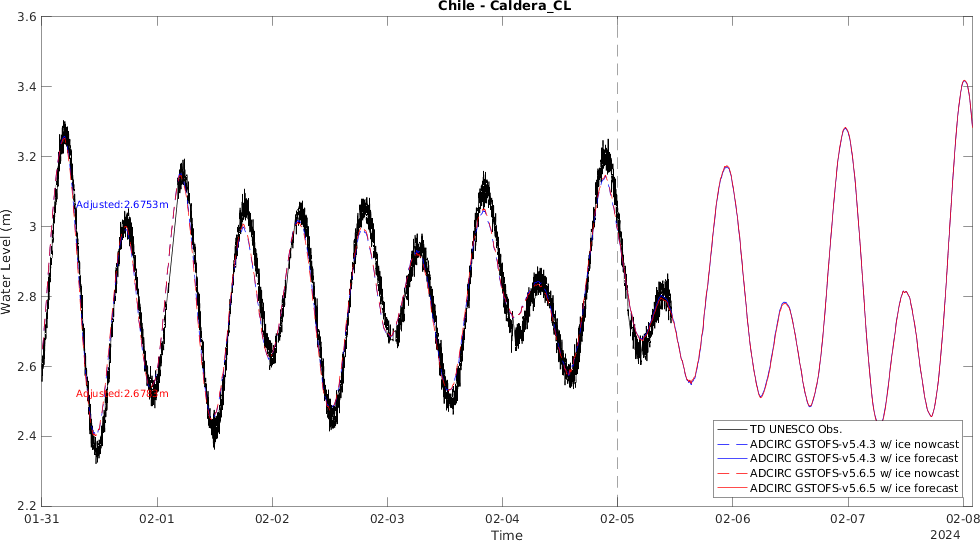 Chile - Caldera_CL
Water Level (m)
3.6
3.4
3.2
3
2.8
2.6
2.4
2.2
Adjusted:2.6753m
TD UNESCO Obs.
ADCIRC GSTOFS-v5.4.3 w/ ice nowcast
ADCIRC GSTOFS-v5.4.3 w/ ice forecast
ADCIRC GSTOFS-v5.6.5 w/ ice nowcast
ADCIRC GSTOFS-v5.6.5 w/ ice forecast
01-31
02-01
02-02
02-03
02-04
02-05
02-06
02-07
02-08
Time
2024